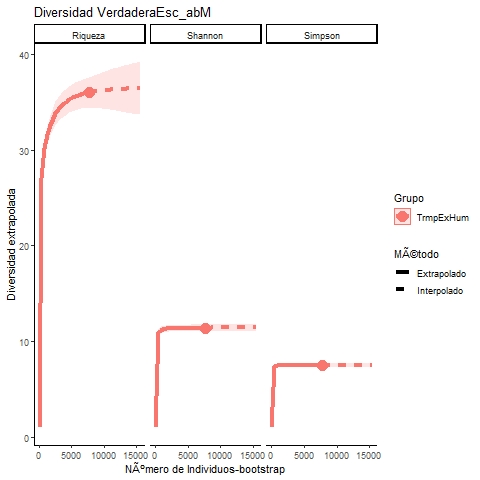 Diversidad VerdaderaEsc_abM
Riqueza Shannon Simpson
40
30
20
10
0
Diversidad extrapolada
0 5000 10000 15000 0 5000 10000 15000 0 5000 10000 15000
NÃºmero de Individuos-bootstrap
Grupo
TrmpExHum
MÃ©todo
Extrapolado
Interpolado